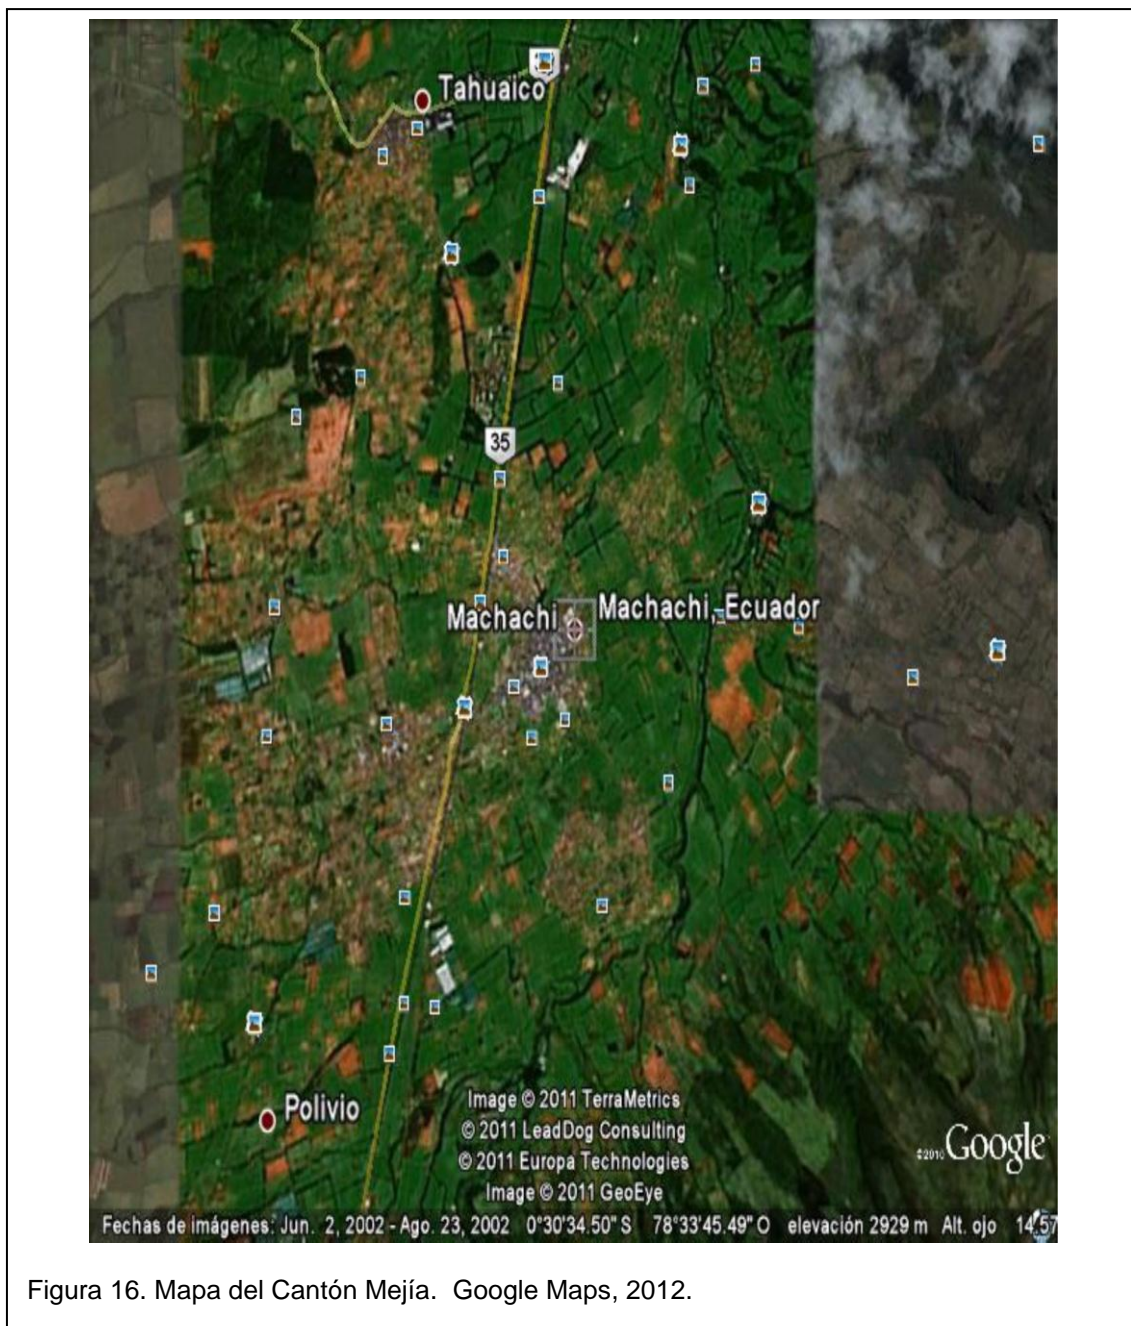 Tahuaico
35
Machachi
Machachi, Ecuador
Polivio
Image © 2011 TerraMetrics
© 2011 LeadDog Consulting
© 2011 Europa Technologies
Image © 2011 GeoEye
©2010 Google
Fechas de imágenes: Jun. 2, 2002 - Ago. 23, 2002 0°30'34.50" S 78°33'45.49" O elevación 2929 m Alt. ojo 14.57
Figura 16. Mapa del Cantón Mejía. Google Maps, 2012.